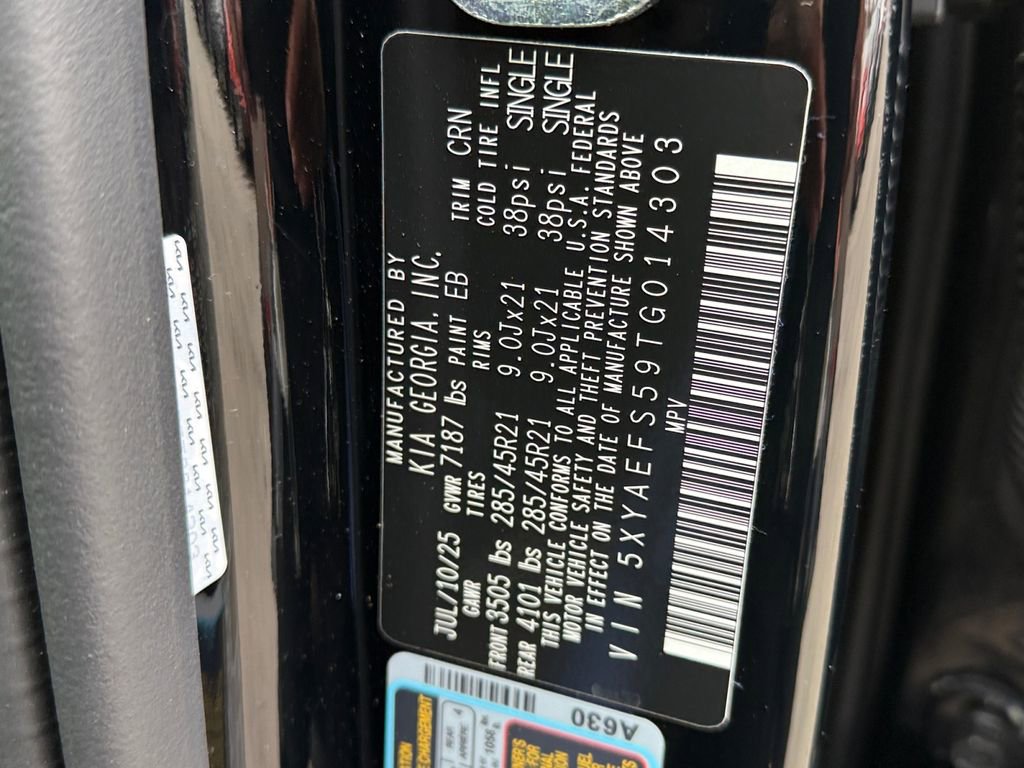 MANUFACTURED BY
KIA GEORGIA, INC.
JUL/10/25 GVWR 7187 lbs PAINT EB TRIM CRN
GAWR TIRES RIMS COLD TIRE INFL
FRONT 3505 lbs 285/45R21 9.0Jx21 38psi SINGLE
REAR 4101 lbs 285/45R21 9.0Jx21 38psi SINGLE
THIS VEHICLE CONFORMS TO ALL APPLICABLE U.S.A. FEDERAL
MOTOR VEHICLE SAFETY AND THEFT PREVENTION STANDARDS
IN EFFECT ON THE DATE OF MANUFACTURE SHOWN ABOVE
VIN 5XYAEFS59TG014303
MPV
A630
REAR 4